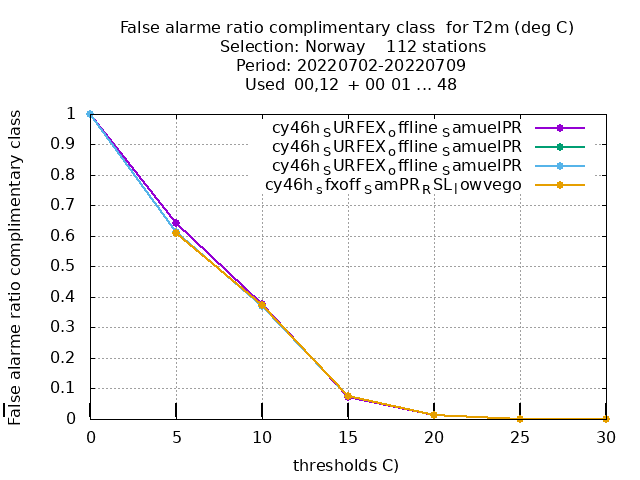 False alarme ratio complimentary class for T2m (deg C)
Selection: Norway 112 stations
Period: 20220702-20220709
Used 00,12 + 00 01 ... 48
False alarme ratio complimentary class
1
0.9
0.8
0.7
0.6
0.5
0.4
0.3
0.2
0.1
0
cy46h_SURFEX_offline_SamuelPR
cy46h_SURFEX_offline_SamuelPR
cy46h_SURFEX_offline_SamuelPR
cy46h_sfxoff_SamPR_RSL_lowvego
0 5 10 15 20 25 30
thresholds C)